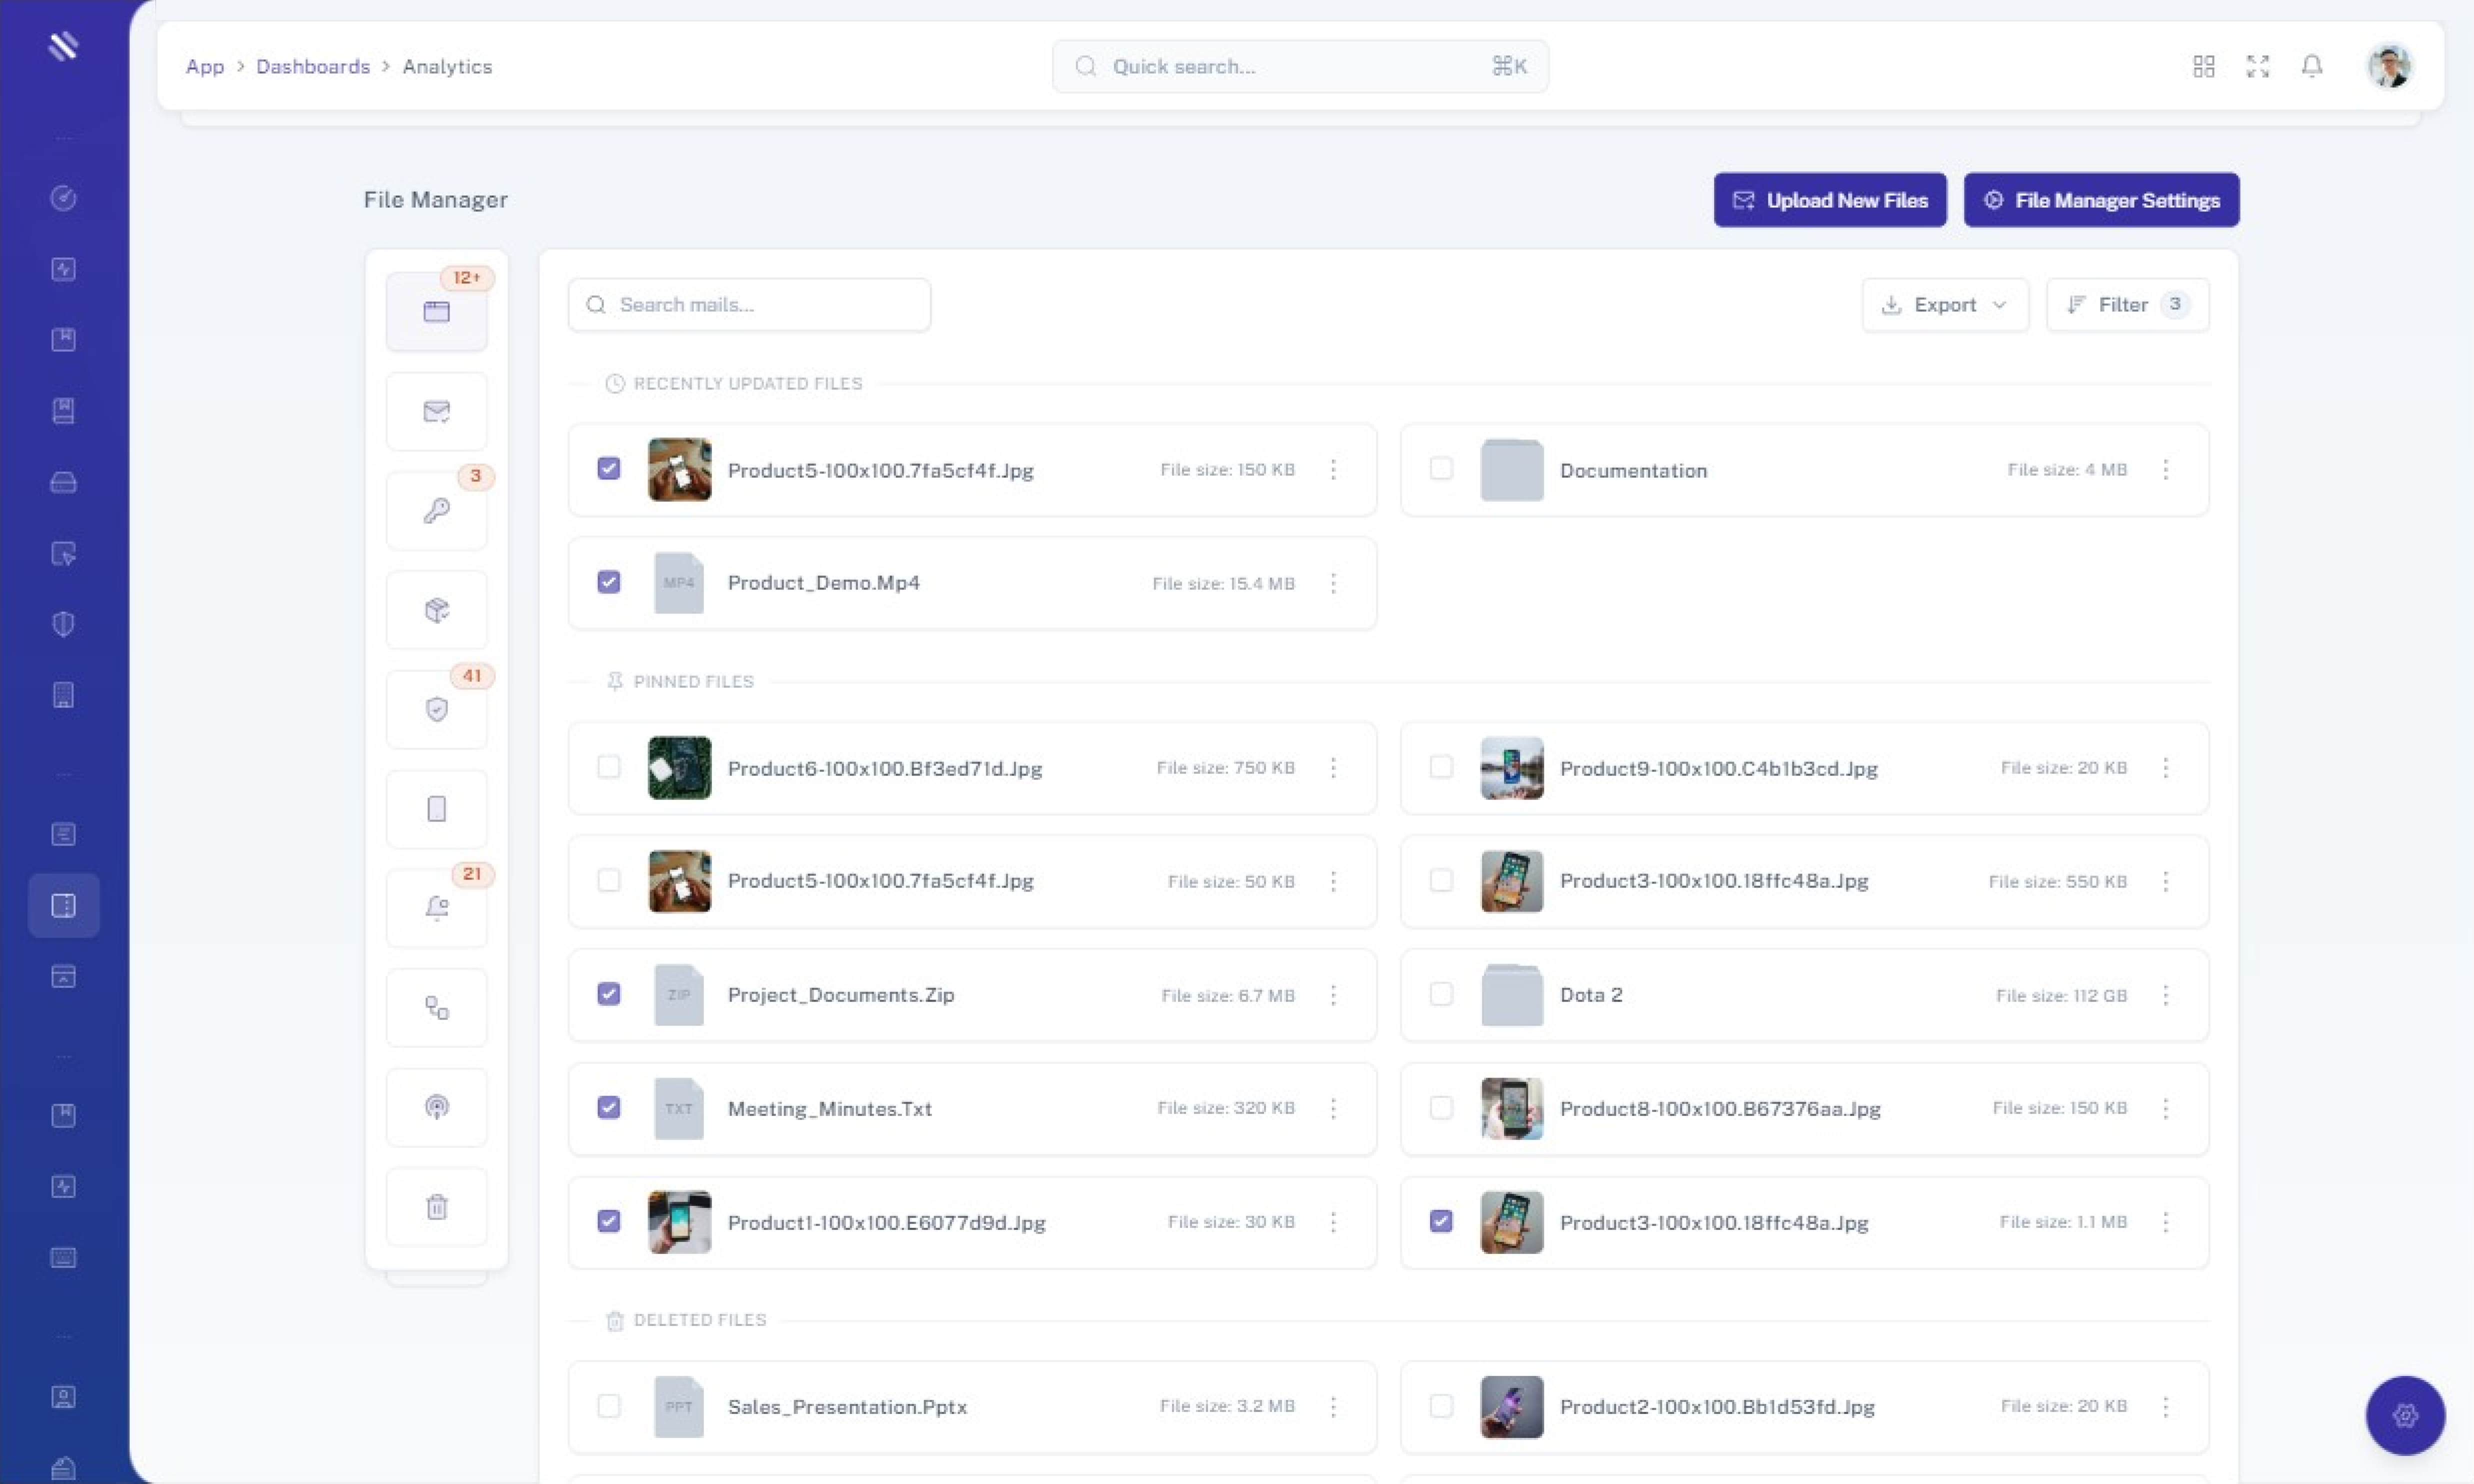 App > Dashboards > Analytics
Quick search...
⌘K
File Manager
Upload New Files
File Manager Settings
12+
3
41
21
Search mails...
Export
Filter 3
RECENTLY UPDATED FILES
Product5-100x100.7fa5cf4f.Jpg File size: 150 KB
Documentation File size: 4 MB
MP4 Product_Demo.Mp4 File size: 15.4 MB
PINNED FILES
Product6-100x100.Bf3ed71d.Jpg File size: 750 KB
Product9-100x100.C4b1b3cd.Jpg File size: 20 KB
Product5-100x100.7fa5cf4f.Jpg File size: 50 KB
Product3-100x100.18ffc48a.Jpg File size: 550 KB
ZIP Project_Documents.Zip File size: 6.7 MB
Dota 2 File size: 112 GB
TXT Meeting_Minutes.Txt File size: 320 KB
Product8-100x100.B67376aa.Jpg File size: 150 KB
Product1-100x100.E6077d9d.Jpg File size: 30 KB
Product3-100x100.18ffc48a.Jpg File size: 1.1 MB
DELETED FILES
PPT Sales_Presentation.Pptx File size: 3.2 MB
Product2-100x100.Bb1d53fd.Jpg File size: 20 KB